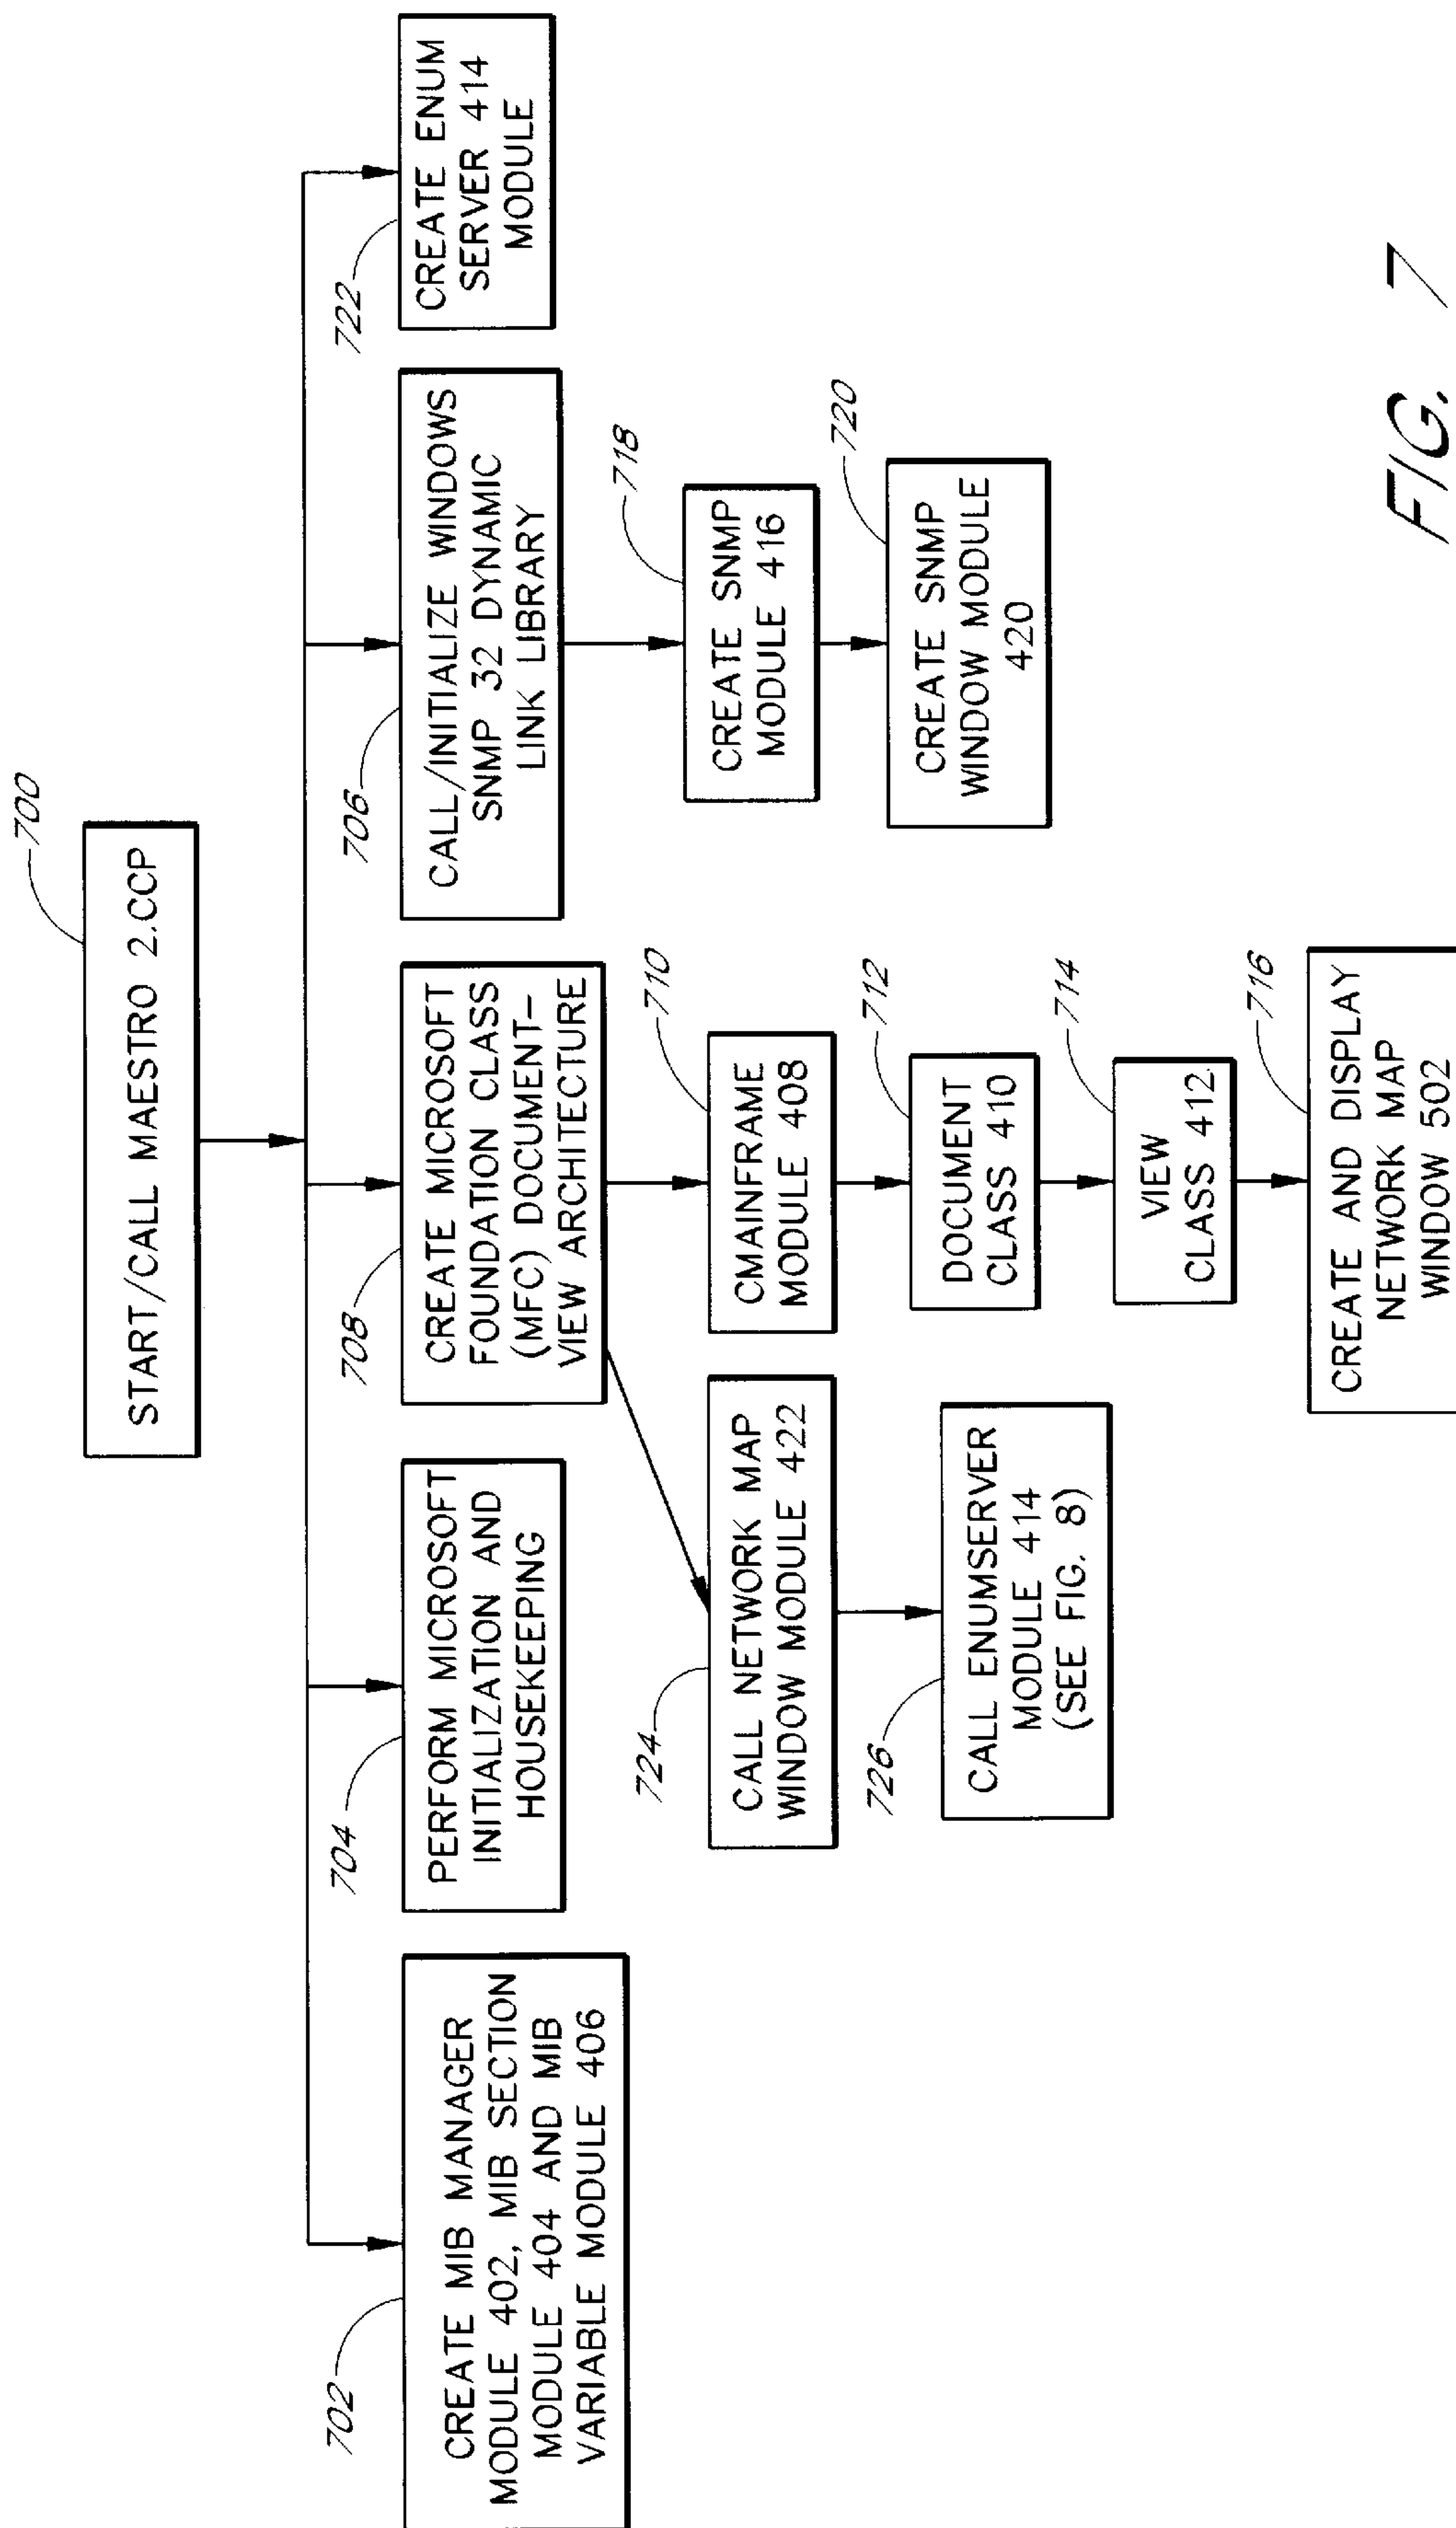 700
START/CALL MAESTRO 2.CCP
702
CREATE MIB MANAGER
MODULE 402, MIB SECTION
MODULE 404 AND MIB
VARIABLE MODULE 406
704
PERFORM MICROSOFT
INITIALIZATION AND
HOUSEKEEPING
708
CREATE MICROSOFT
FOUNDATION CLASS
(MFC) DOCUMENT-
VIEW ARCHITECTURE
706
CALL/INITIALIZE WINDOWS
SNMP 32 DYNAMIC
LINK LIBRARY
722
CREATE ENUM
SERVER 414
MODULE
724
CALL NETWORK MAP
WINDOW MODULE 422
726
CALL ENUMSERVER
MODULE 414
(SEE FIG. 8)
710
CMAINFRAME
MODULE 408
712
DOCUMENT
CLASS 410
714
VIEW
CLASS 412
716
CREATE AND DISPLAY
NETWORK MAP
WINDOW 502
718
CREATE SNMP
MODULE 416
720
CREATE SNMP
WINDOW MODULE
420
FIG. 7